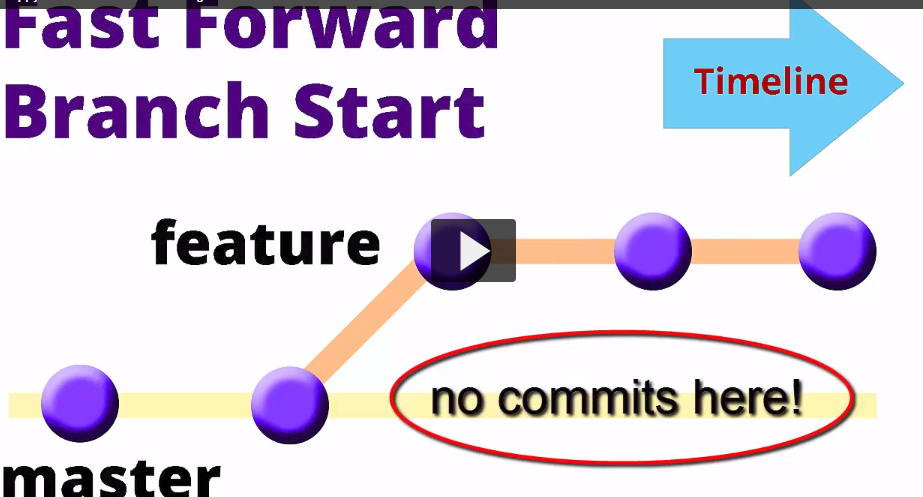 Fast Forward
Branch Start
Timeline
feature
no commits here!
master